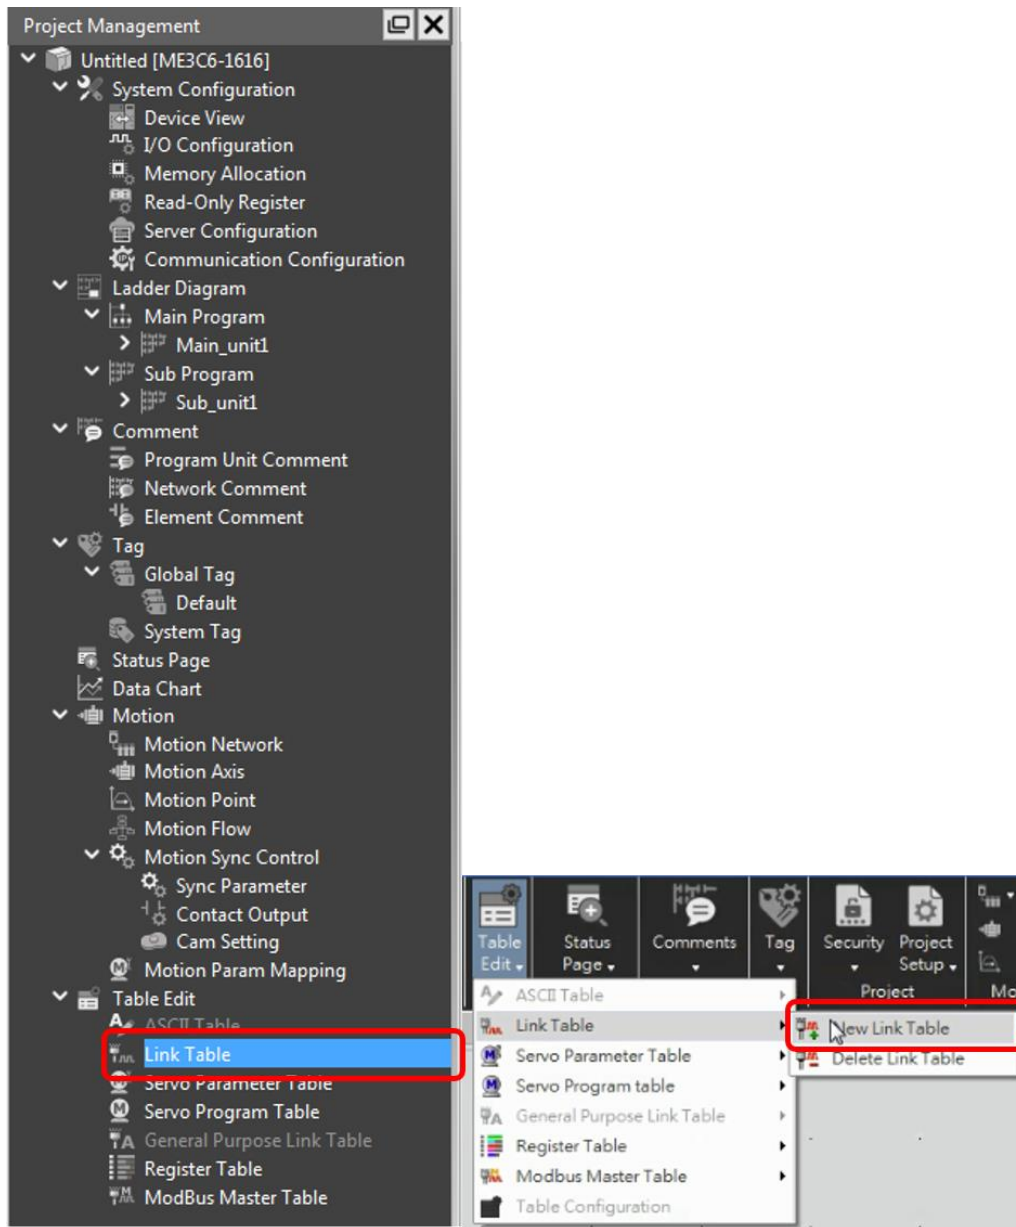 Project Management
Untitled [ME3C6-1616]
System Configuration
Device View
I/O Configuration
Memory Allocation
Read-Only Register
Server Configuration
Communication Configuration
Ladder Diagram
Main Program
Main_unit1
Sub Program
Sub_unit1
Comment
Program Unit Comment
Network Comment
Element Comment
Tag
Global Tag
Default
System Tag
Status Page
Data Chart
Motion
Motion Network
Motion Axis
Motion Point
Motion Flow
Motion Sync Control
Sync Parameter
Contact Output
Cam Setting
Motion Param Mapping
Table Edit
ASCII Table
Link Table
Servo Parameter Table
Servo Program Table
General Purpose Link Table
Register Table
ModBus Master Table
Table Edit
Status Page
Comments
Tag
Security
Project Setup
Project
Mo
ASCII Table
Link Table
Servo Parameter Table
Servo Program table
General Purpose Link Table
Register Table
Modbus Master Table
Table Configuration
New Link Table
Delete Link Table